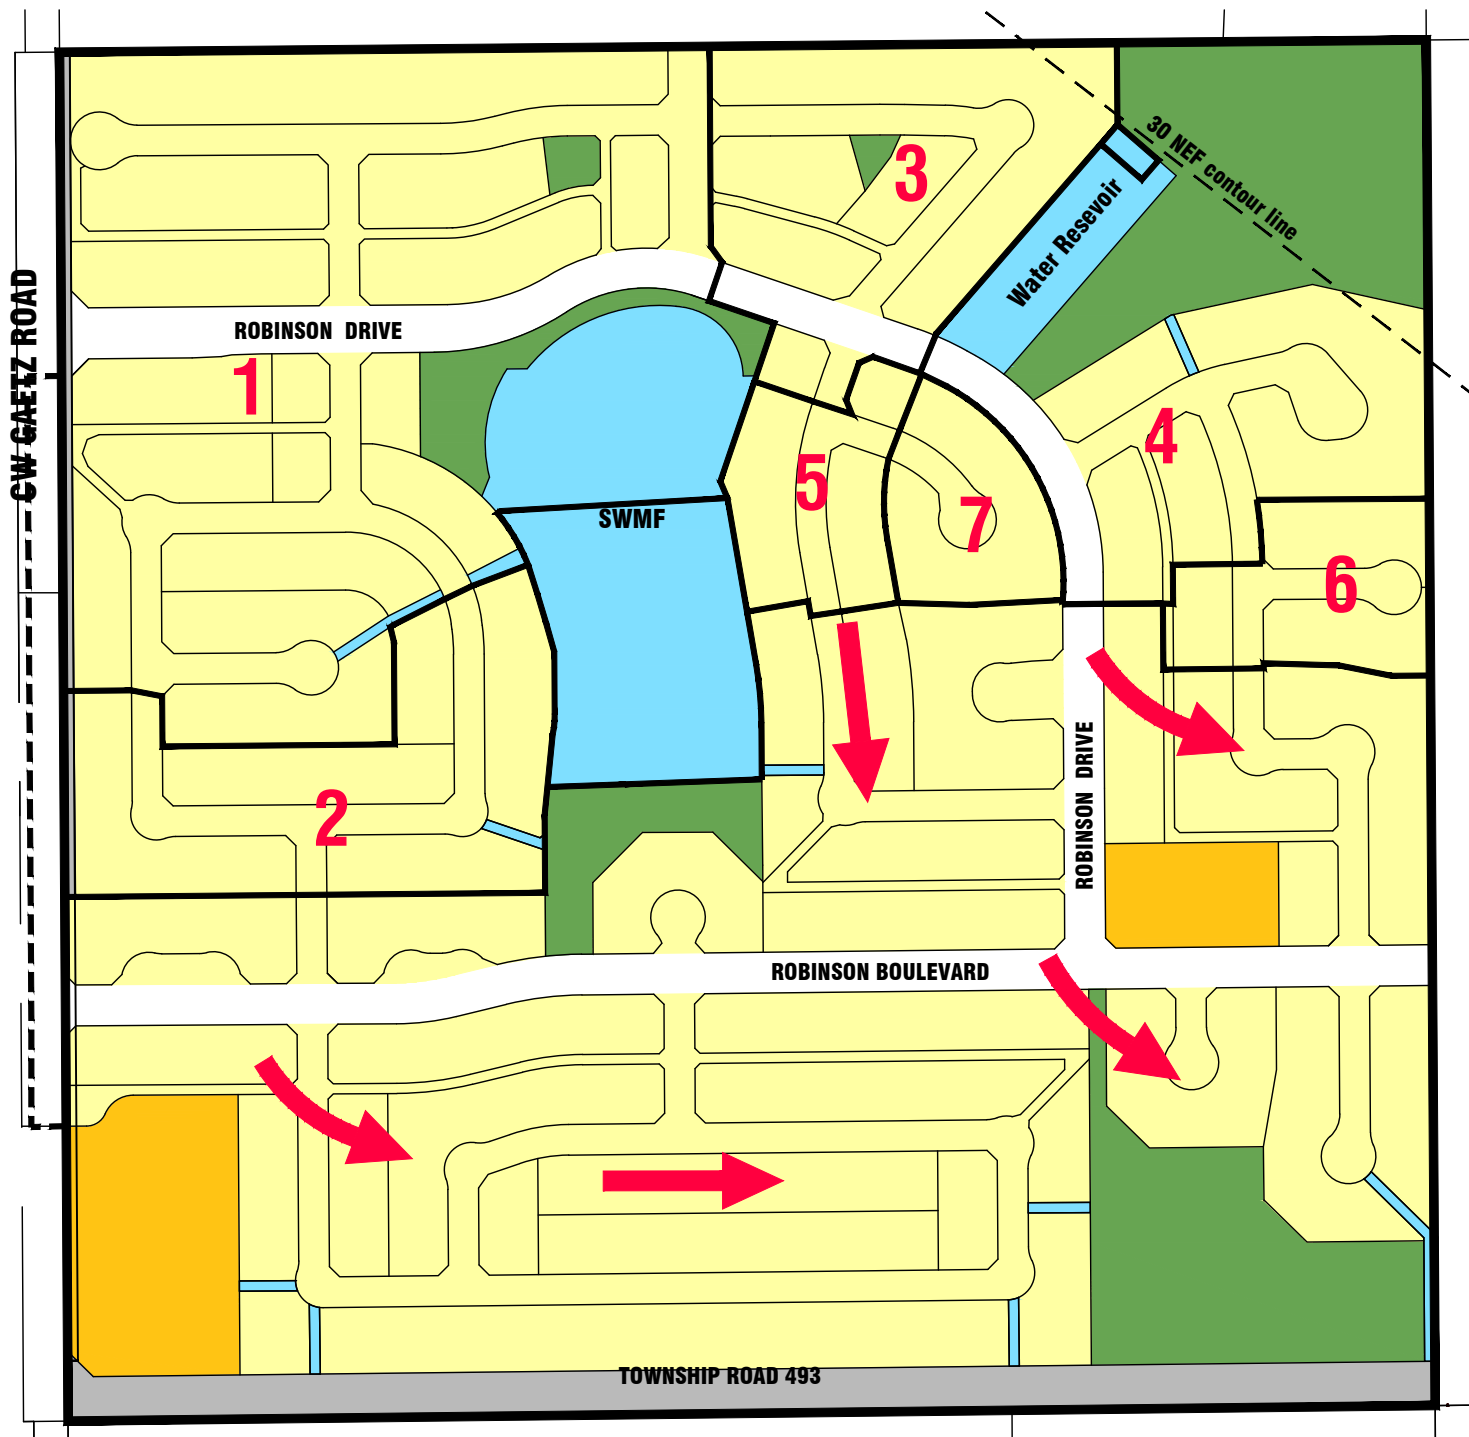 30 NEF contour line
3
Water Resevoir
ROBINSON DRIVE
CW GAETZ ROAD
1
4
5
SWMF
7
6
2
ROBINSON DRIVE
ROBINSON BOULEVARD
TOWNSHIP ROAD 493